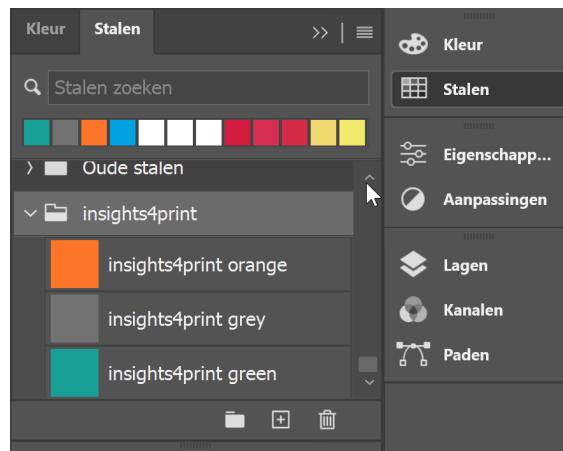 Kleur
Stalen
Stalen zoeken
Oude stalen
insights4print
insights4print orange
insights4print grey
insights4print green
Kleur
Stalen
Eigenschapp...
Aanpassingen
Lagen
Kanalen
Paden